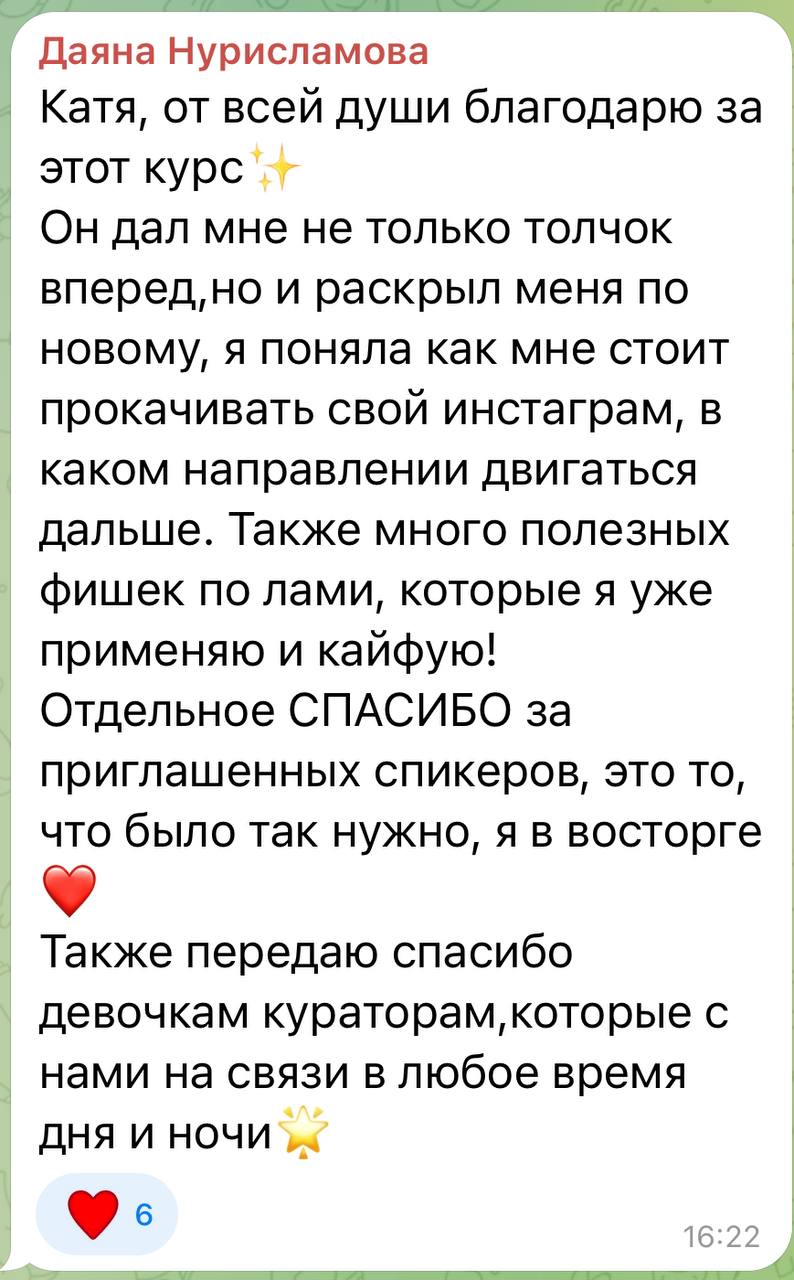 Даяна Нурисламова
Катя, от всей души благодарю за
этот курс✨
Он дал мне не только толчок
вперед,но и раскрыл меня по
новому, я поняла как мне стоит
прокачивать свой инстаграм, в
каком направлении двигаться
дальше. Также много полезных
фишек по лами, которые я уже
применяю и кайфую!
Отдельное СПАСИБО за
приглашенных спикеров, это то,
что было так нужно, я в восторге
❤️
Также передаю спасибо
девочкам кураторам,которые с
нами на связи в любое время
дня и ночи🌟
❤️ 6
16:22